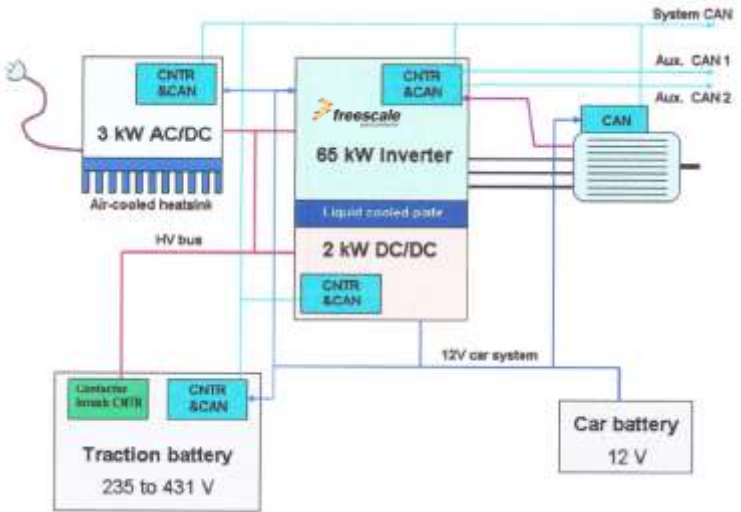 System CAN
Aux. CAN 1
Aux. CAN 2
CNTR
&CAN
3 kW AC/DC
Air-cooled heatsink
CNTR
&CAN
freescale
65 kW Inverter
CAN
Liquid cooled plate
HV bus
2 kW DC/DC
CNTR
&CAN
12V car system
Contactor
CNTR
CNTR
&CAN
Traction battery
235 to 431 V
Car battery
12 V